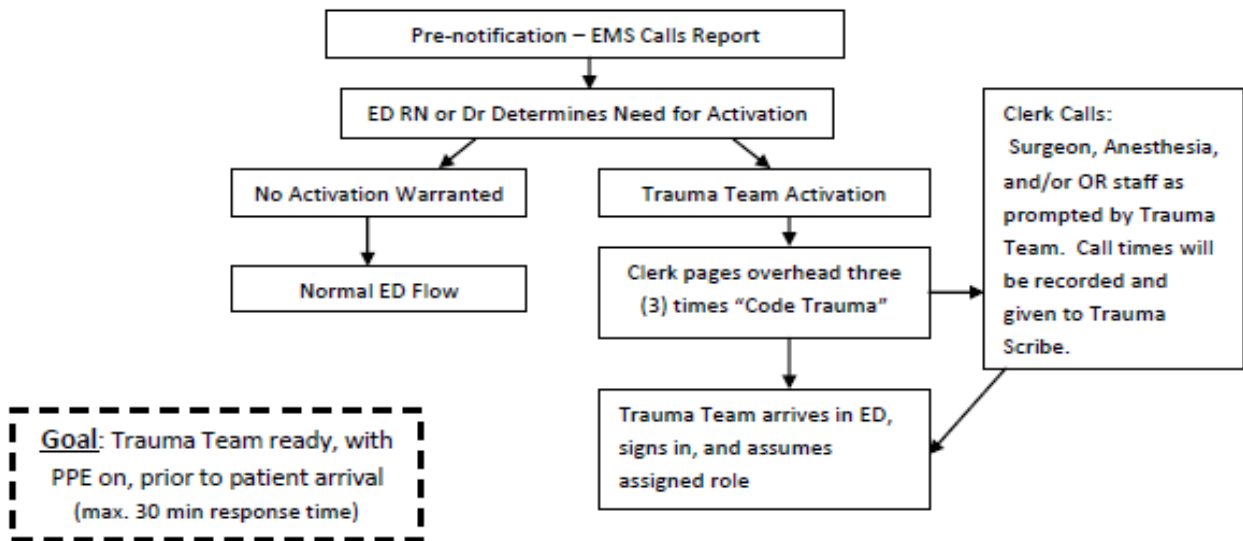 Pre-notification – EMS Calls Report
ED RN or Dr Determines Need for Activation
No Activation Warranted
Normal ED Flow
Trauma Team Activation
Clerk pages overhead three
(3) times “Code Trauma”
Clerk Calls:
Surgeon, Anesthesia,
and/or OR staff as
prompted by Trauma
Team. Call times will
be recorded and
given to Trauma
Scribe.
Trauma Team arrives in ED,
signs in, and assumes
assigned role
Goal: Trauma Team ready, with
PPE on, prior to patient arrival
(max. 30 min response time)